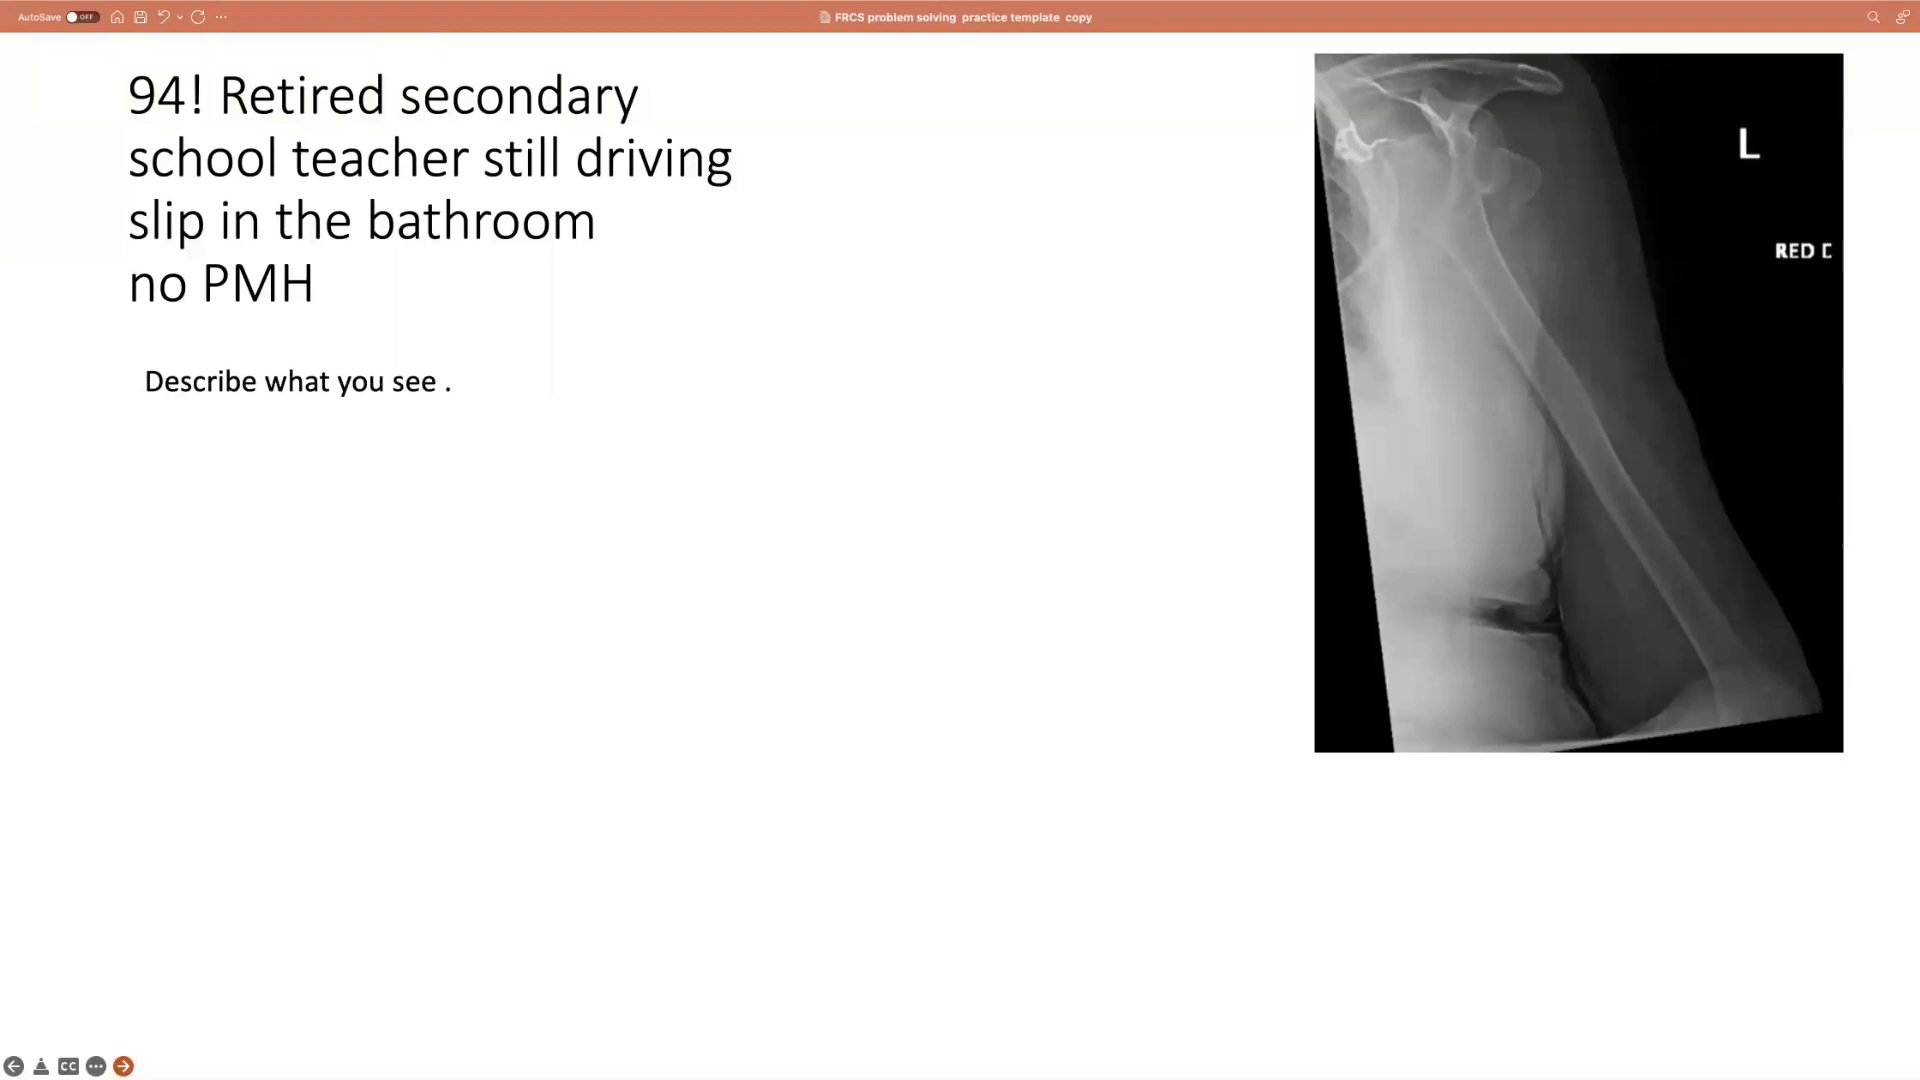 AutoSave OFF
FRCS problem solving practice template copy
94! Retired secondary
school teacher still driving
slip in the bathroom
no PMH
Describe what you see .
L
RED
CC